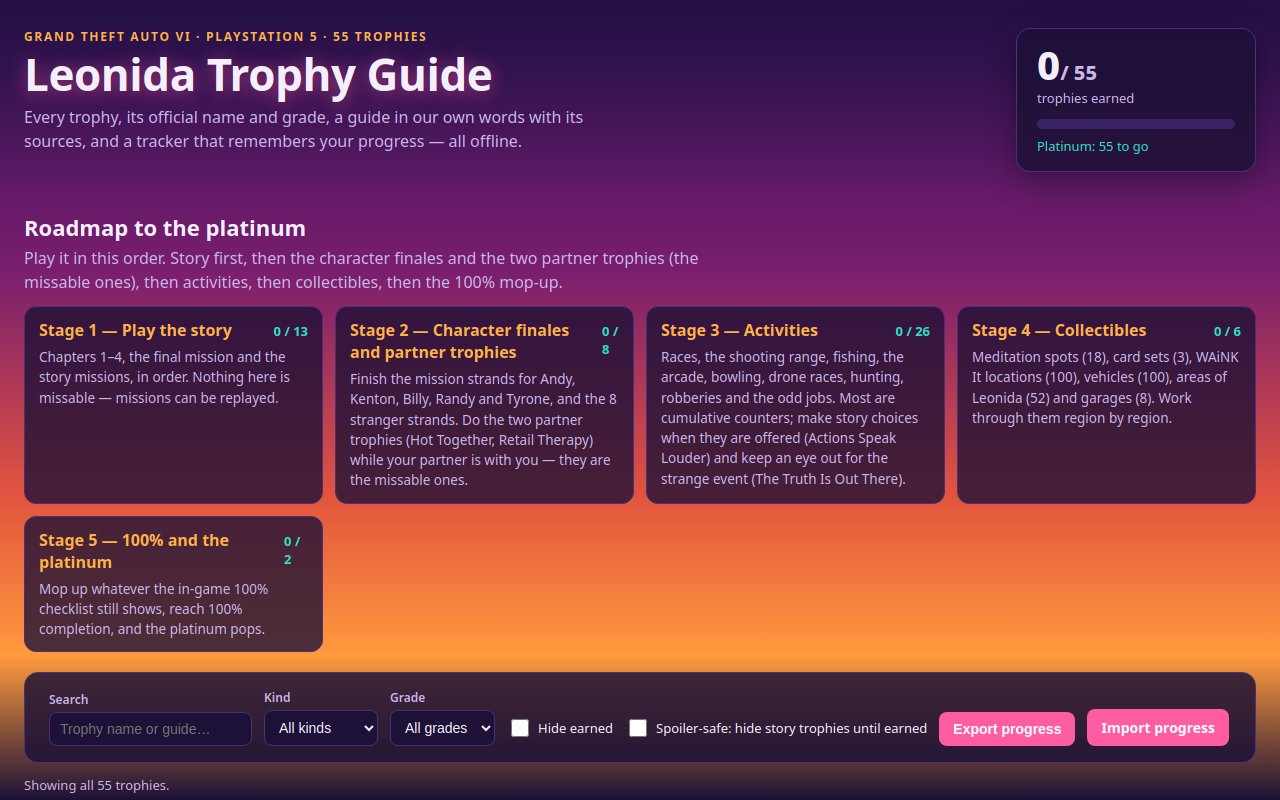 GRAND THEFT AUTO VI · PLAYSTATION 5 · 55 TROPHIES
Leonida Trophy Guide
Every trophy, its official name and grade, a guide in our own words with its
sources, and a tracker that remembers your progress — all offline.
0 / 55
trophies earned
Platinum: 55 to go
Roadmap to the platinum
Play it in this order. Story first, then the character finales and the two partner trophies (the
missable ones), then activities, then collectibles, then the 100% mop-up.
Stage 1 — Play the story
0 / 13
Chapters 1–4, the final mission and the
story missions, in order. Nothing here is
missable — missions can be replayed.
Stage 2 — Character finales
and partner trophies
0 /
8
Finish the mission strands for Andy,
Kenton, Billy, Randy and Tyrone, and the 8
stranger strands. Do the two partner
trophies (Hot Together, Retail Therapy)
while your partner is with you — they are
the missable ones.
Stage 3 — Activities
0 / 26
Races, the shooting range, fishing, the
arcade, bowling, drone races, hunting,
robberies and the odd jobs. Most are
cumulative counters; make story choices
when they are offered (Actions Speak
Louder) and keep an eye out for the
strange event (The Truth Is Out There).
Stage 4 — Collectibles
0 / 6
Meditation spots (18), card sets (3), WAiNK
It locations (100), vehicles (100), areas of
Leonida (52) and garages (8). Work
through them region by region.
Stage 5 — 100% and the
platinum
0 /
2
Mop up whatever the in-game 100%
checklist still shows, reach 100%
completion, and the platinum pops.
Search
Trophy name or guide…
Kind
All kinds
Grade
All grades
Hide earned
Spoiler-safe: hide story trophies until earned
Export progress
Import progress
Showing all 55 trophies.